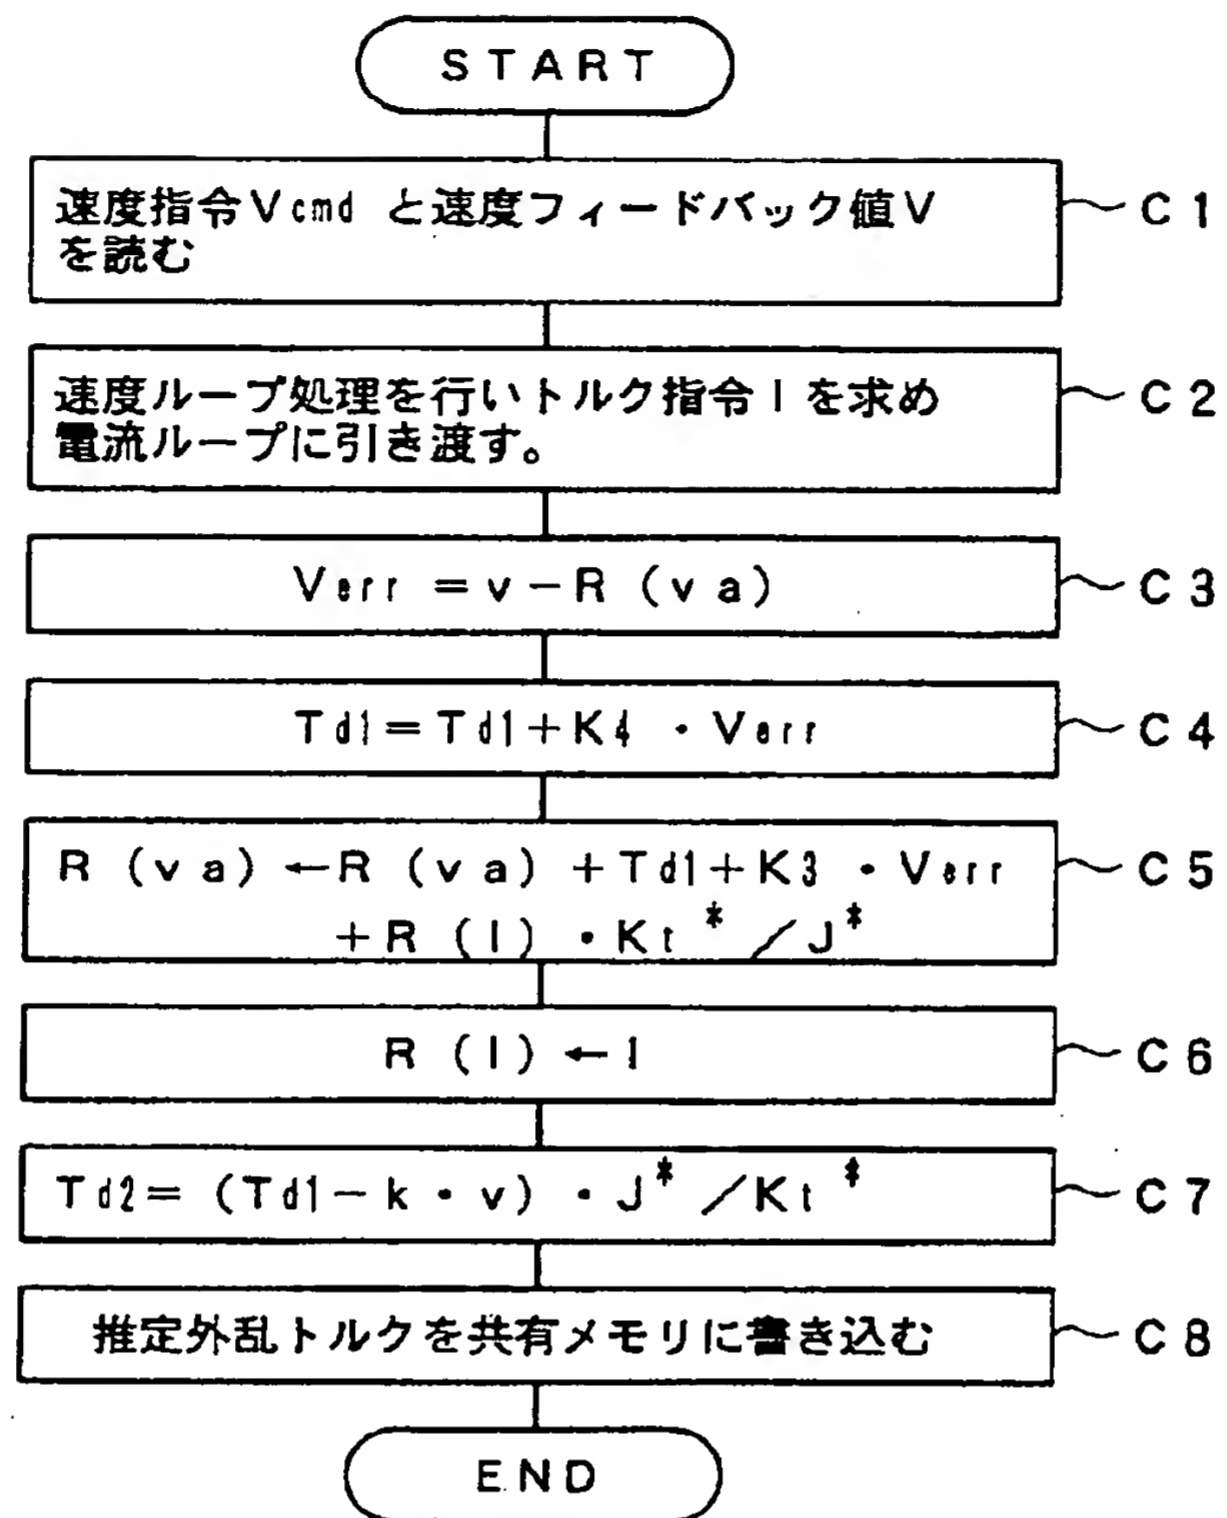 START
速度指令Vcmd と速度フィードバック値V
を読む
C1
速度ループ処理を行いトルク指令Iを求め
電流ループに引き渡す。
C2
Verr =v-R (va)
C3
Td1=Td1+K4 ・Verr
C4
R (va) ←R (va) +Td1+K3 ・Verr
+R (I) ・Kt * /J*
C5
R (I) ←I
C6
Td2= (Td1-k・v) ・J* /Kt *
C7
推定外乱トルクを共有メモリに書き込む
C8
END